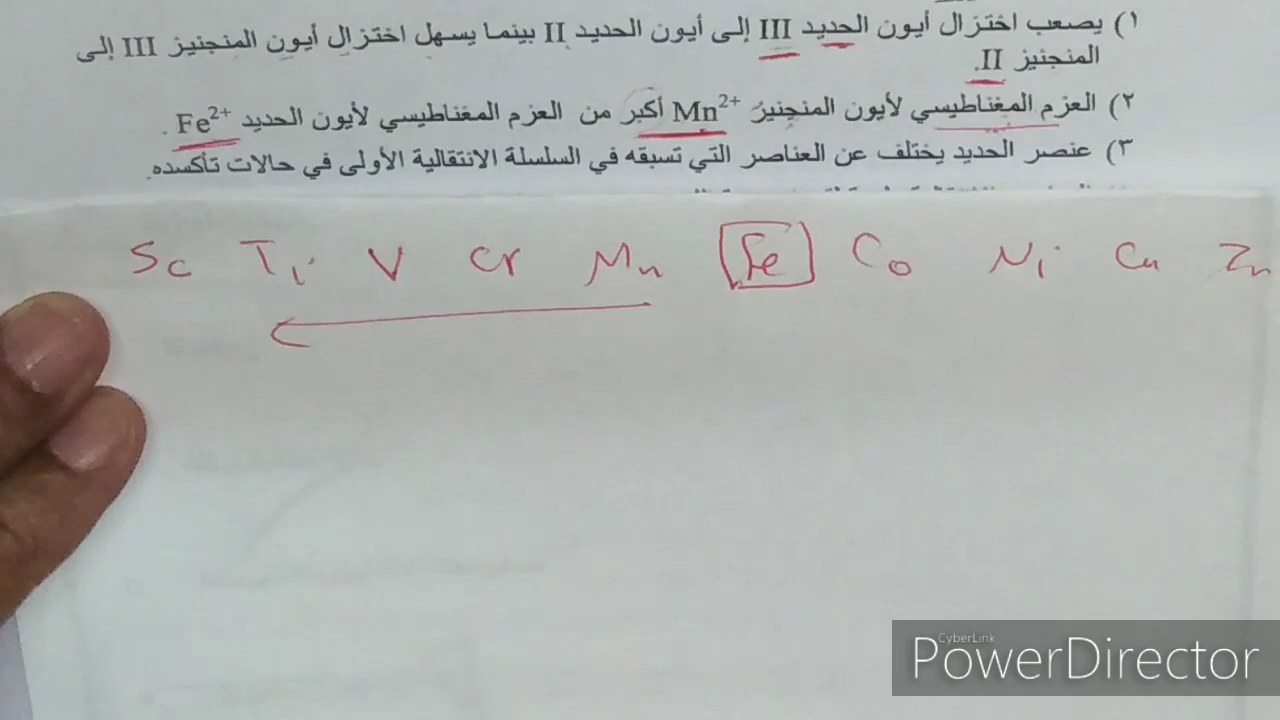 ١) يصعب اختزال أيون الحديد III إلى أيون الحديد II بينما يسهل اختزال أيون المنجنيز III إلى
المنجنيز II.
٢) العزم المغناطيسي لأيون المنجنيز Mn²⁺ أكبر من العزم المغناطيسي لأيون الحديد Fe²⁺ .
٣) عنصر الحديد يختلف عن العناصر التي تسبقه في السلسلة الانتقالية الأولى في حالات تأكسده.
Sc Ti V Cr Mn Fe Co Ni Cu Zn
CyberLink
PowerDirector